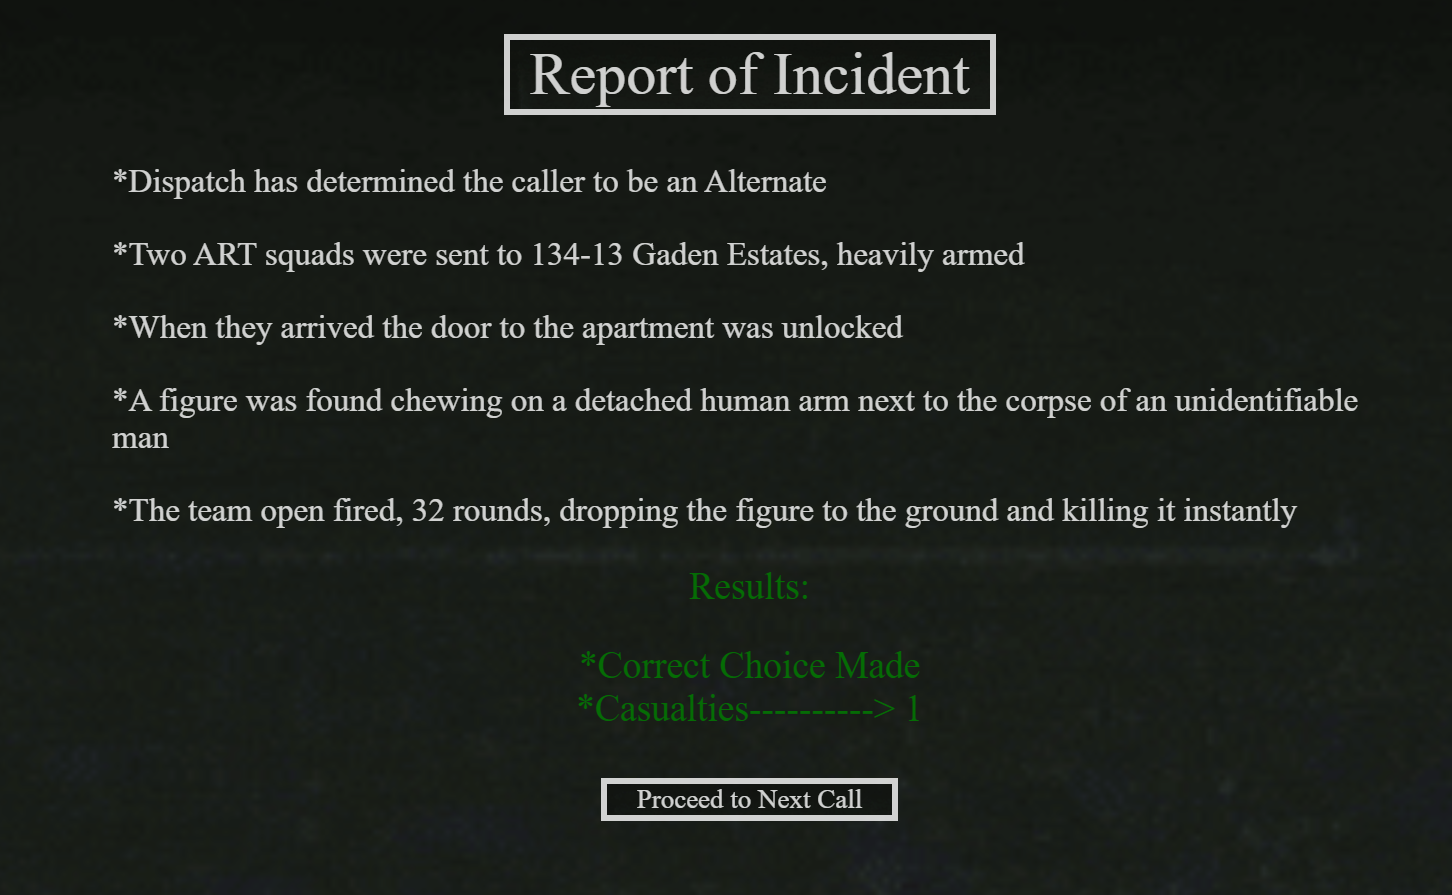 Report of Incident
*Dispatch has determined the caller to be an Alternate
*Two ART squads were sent to 134-13 Gaden Estates, heavily armed
*When they arrived the door to the apartment was unlocked
*A figure was found chewing on a detached human arm next to the corpse of an unidentifiable
man
*The team open fired, 32 rounds, dropping the figure to the ground and killing it instantly
Results:
*Correct Choice Made
*Casualties----------> 1
Proceed to Next Call